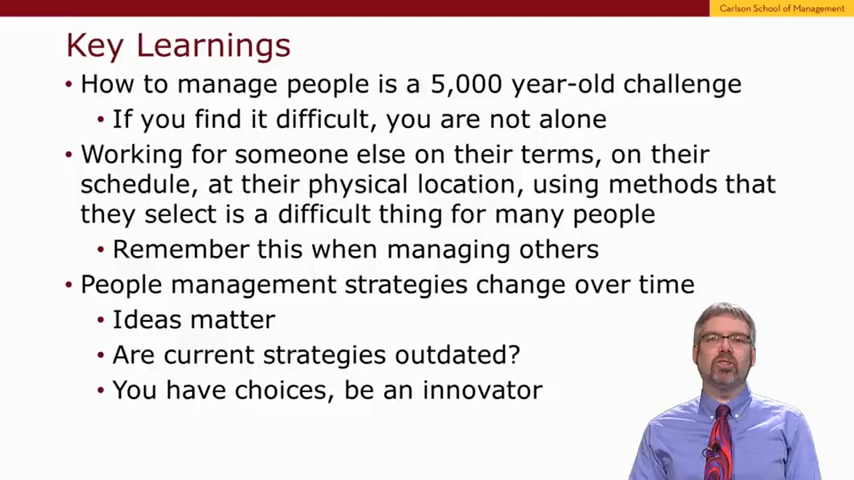 Carlson School of Management
Key Learnings
• How to manage people is a 5,000 year-old challenge
• If you find it difficult, you are not alone
• Working for someone else on their terms, on their
schedule, at their physical location, using methods that
they select is a difficult thing for many people
• Remember this when managing others
• People management strategies change over time
• Ideas matter
• Are current strategies outdated?
• You have choices, be an innovator